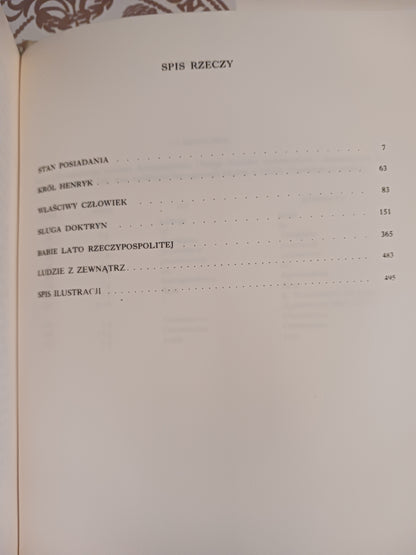 SPIS RZECZY
STAN POSIADANIA . . . . . . . . . . . . . . . . . . . . . 7
KRÓL HENRYK . . . . . . . . . . . . . . . . . . . . . 63
WŁAŚCIWY CZŁOWIEK . . . . . . . . . . . . . . . . . . . . . 83
SŁUGA DOKTRYN . . . . . . . . . . . . . . . . . . . . . 151
BABIE LATO RZECZYPOSPOLITEJ . . . . . . . . . . . . . . . . . . . . . 365
LUDZIE Z ZEWNĄTRZ . . . . . . . . . . . . . . . . . . . . . 483
SPIS ILUSTRACJI . . . . . . . . . . . . . . . . . . . . . 495